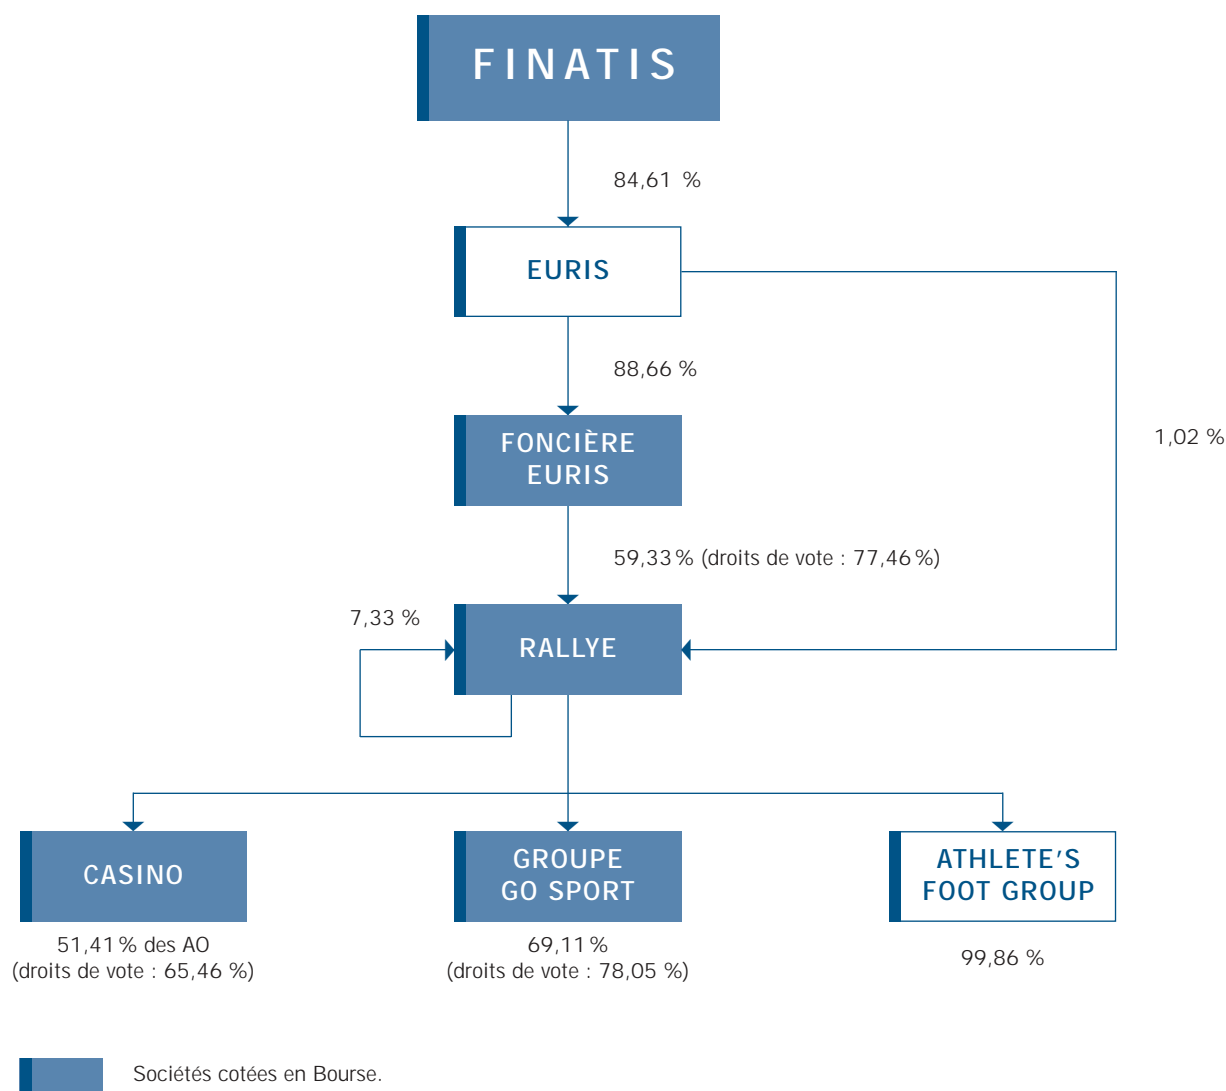 FINATIS
84,61 %
EURIS
88,66 %
FONCIÈRE
EURIS
1,02 %
59,33 % (droits de vote : 77,46 %)
7,33 %
RALLYE
CASINO
51,41 % des AO
(droits de vote : 65,46 %)
GROUPE
GO SPORT
69,11 %
(droits de vote : 78,05 %)
ATHLETE’S
FOOT GROUP
99,86 %
Sociétés cotées en Bourse.